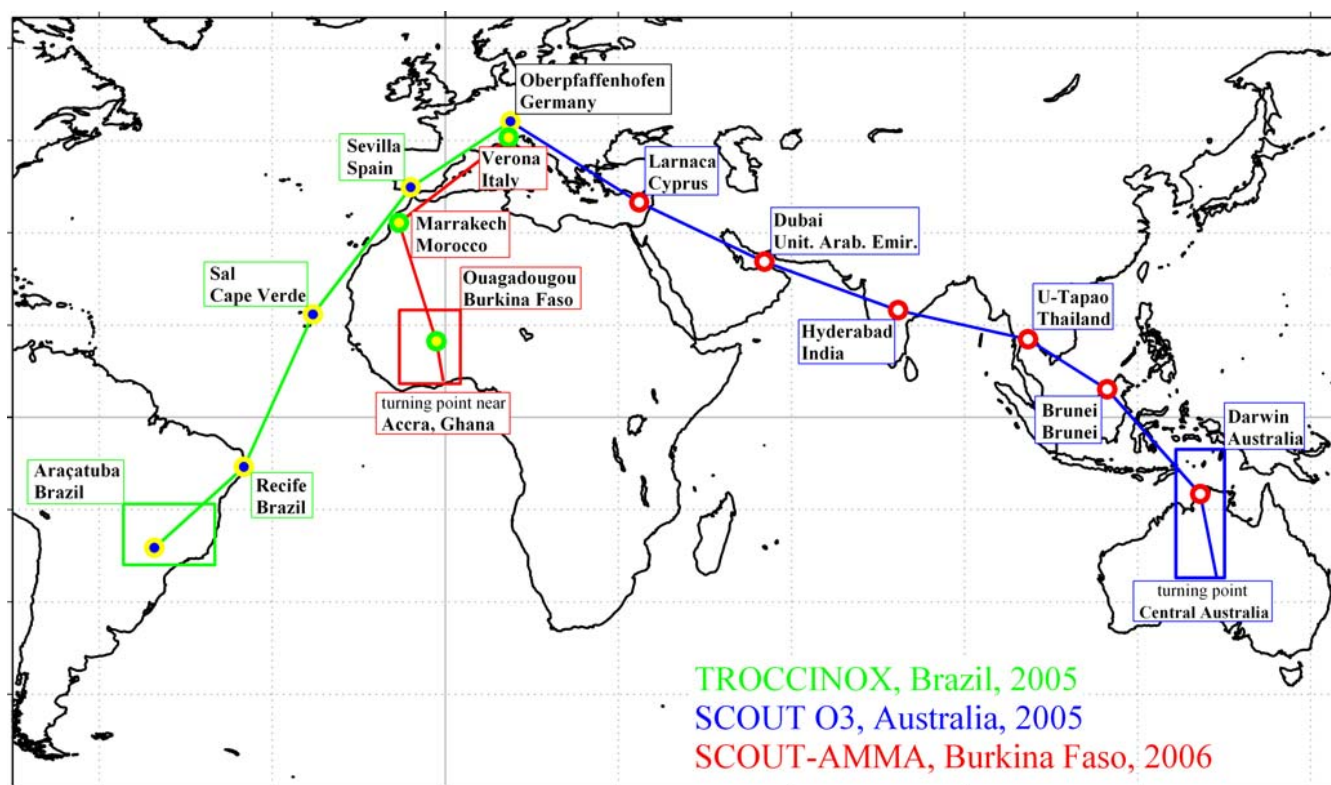 Oberpfaffenhofen
Germany
Sevilla
Spain
Verona
Italy
Larnaca
Cyprus
Marrakech
Morocco
Dubai
Unit. Arab. Emir.
Sal
Cape Verde
Ouagadougou
Burkina Faso
U-Tapao
Thailand
Hyderabad
India
turning point near
Accra, Ghana
Brunei
Brunei
Darwin
Australia
Araçatuba
Brazil
Recife
Brazil
turning point
Central Australia
TROCCINOX, Brazil, 2005
SCOUT O3, Australia, 2005
SCOUT-AMMA, Burkina Faso, 2006